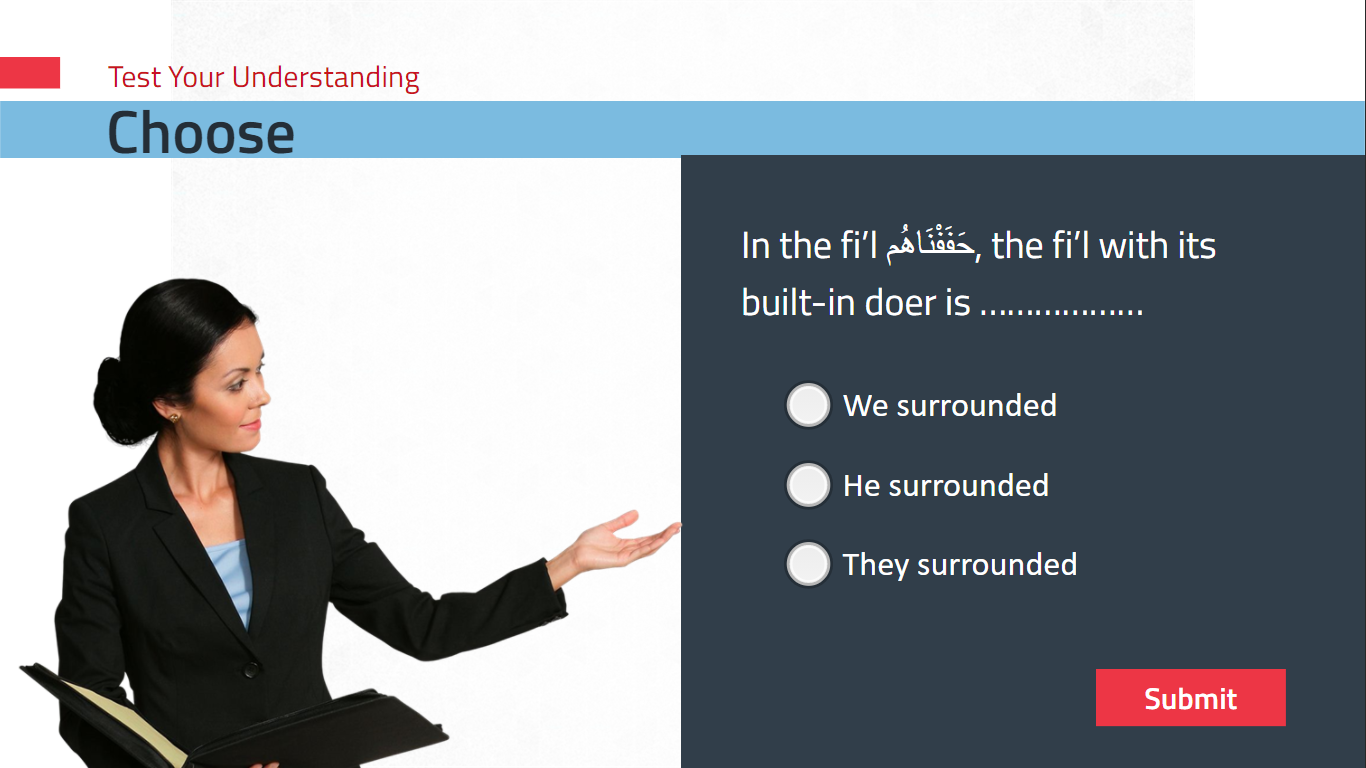 Test Your Understanding
Choose
In the fi’l حَفَفْنَاهُم, the fi’l with its
built-in doer is ..................
We surrounded
He surrounded
They surrounded
Submit